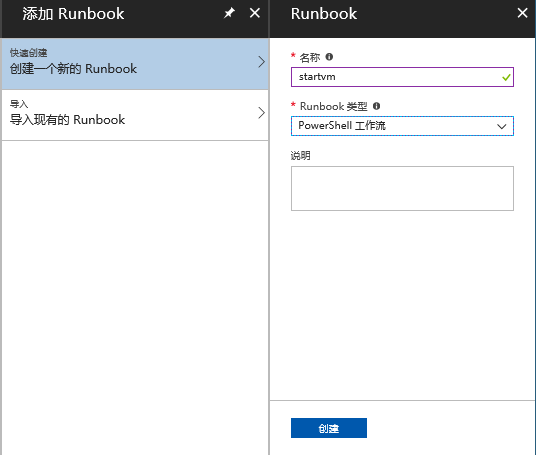 添加 Runbook
快速创建
创建一个新的 Runbook
导入
导入现有的 Runbook
Runbook
* 名称
startvm
* Runbook 类型
PowerShell 工作流
说明
创建